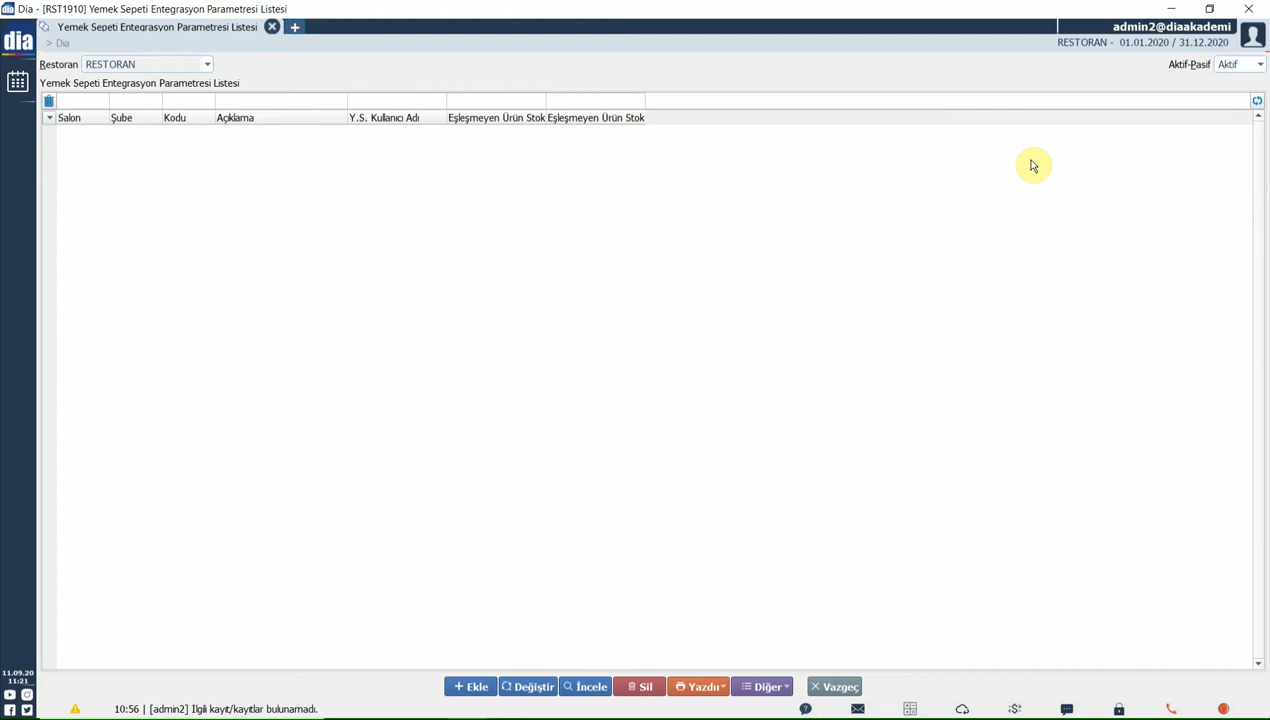 Dia - [RST1910] Yemek Sepeti Entegrasyon Parametresi Listesi
Yemek Sepeti Entegrasyon Parametresi Listesi
admin2@diaakademi
dia
> Dia
RESTORAN - 01.01.2020 / 31.12.2020
Restoran RESTORAN
Aktif-Pasif Aktif
Yemek Sepeti Entegrasyon Parametresi Listesi
Salon Şube Kodu Açıklama Y.S. Kullanıcı Adı Eşleşmeyen Ürün Stok Eşleşmeyen Ürün Stok
11.09.20
11:21
Ekle Değiştir İncele Sil Yazdır Diğer Vazgeç
10:56 | [admin2] İlgili kayıt/kayıtlar bulunamadı.